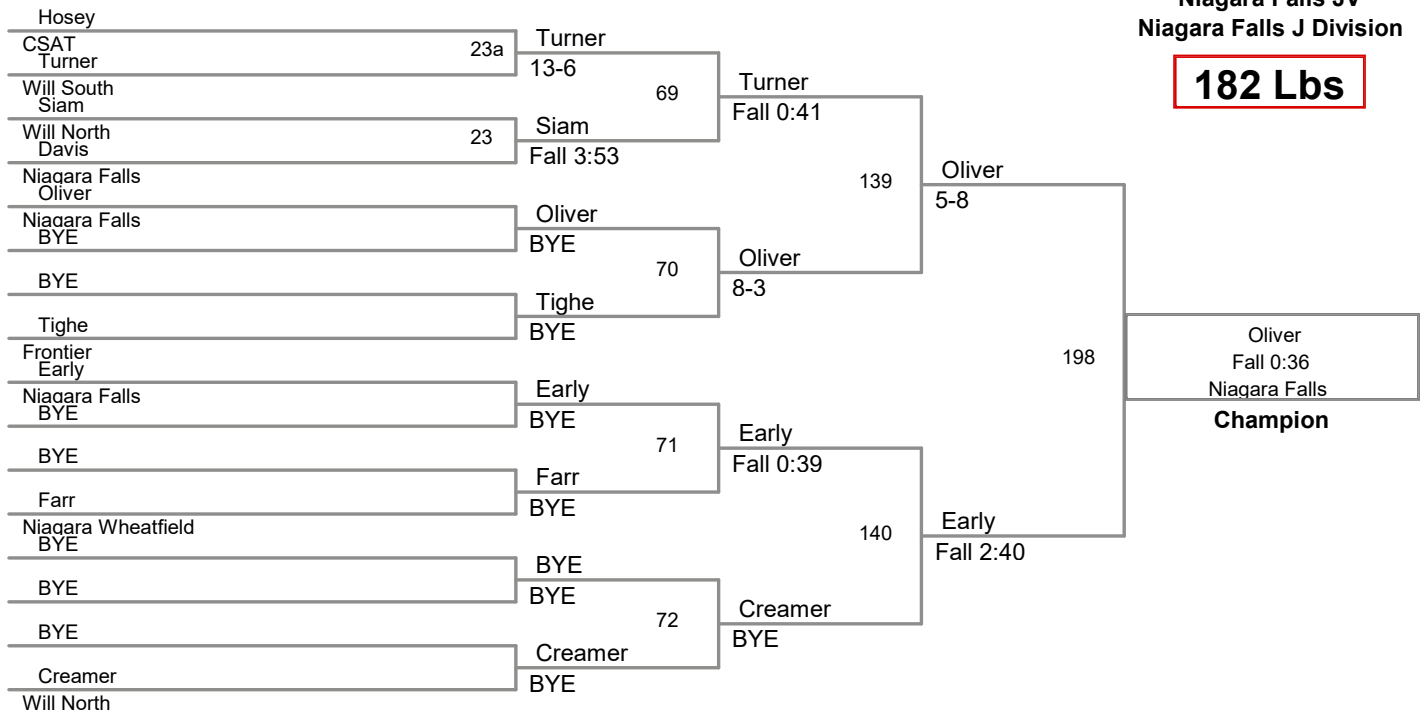 Niagara Falls JV
Niagara Falls J Division
182 Lbs
Hosey
CSAT
Turner
Will South
Siam
Will North
Davis
Niagara Falls
Oliver
Niagara Falls
BYE
BYE
Tighe
Frontier
Early
Niagara Falls
BYE
BYE
Farr
Niagara Wheatfield
BYE
BYE
BYE
Creamer
Will North
23a
23
Turner
13-6
Siam
Fall 3:53
Oliver
BYE
Tighe
BYE
Early
BYE
Farr
BYE
BYE
BYE
Creamer
BYE
69
70
71
72
Turner
Fall 0:41
Oliver
8-3
Early
Fall 0:39
Creamer
BYE
139
140
Oliver
5-8
Early
Fall 2:40
198
Oliver
Fall 0:36
Niagara Falls
Champion